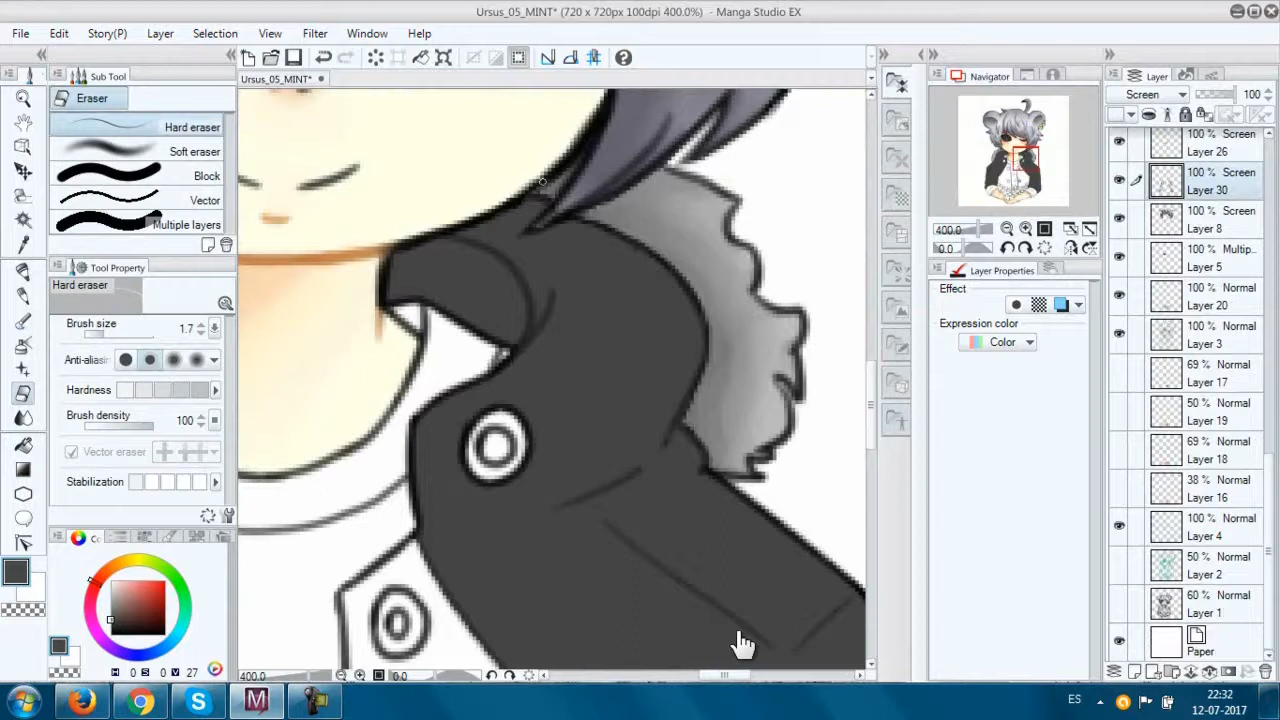 Ursus_05_MINT* (720 x 720px 100dpi 400.0%) - Manga Studio EX
File Edit Story(P) Layer Selection View Filter Window Help
Ursus_05_MINT*
Sub Tool
Eraser
Hard eraser
Soft eraser
Block
Vector
Multiple layers
Tool Property
Hard eraser
Brush size 1.7
Anti-aliasin
Hardness
Brush density 100
Vector eraser
Stabilization
H 0 S 0 V 27
400.0 0.0
Navigator
400.0
0.0
Layer Properties
Effect
Expression color
Color
Layer
Screen 100
100 % Screen
Layer 26
100 % Screen
Layer 30
100 % Screen
Layer 8
100 % Multip...
Layer 5
100 % Normal
Layer 20
100 % Normal
Layer 3
69 % Normal
Layer 17
50 % Normal
Layer 19
69 % Normal
Layer 18
38 % Normal
Layer 16
100 % Normal
Layer 4
50 % Normal
Layer 2
60 % Normal
Layer 1
Paper
ES
22:32
12-07-2017